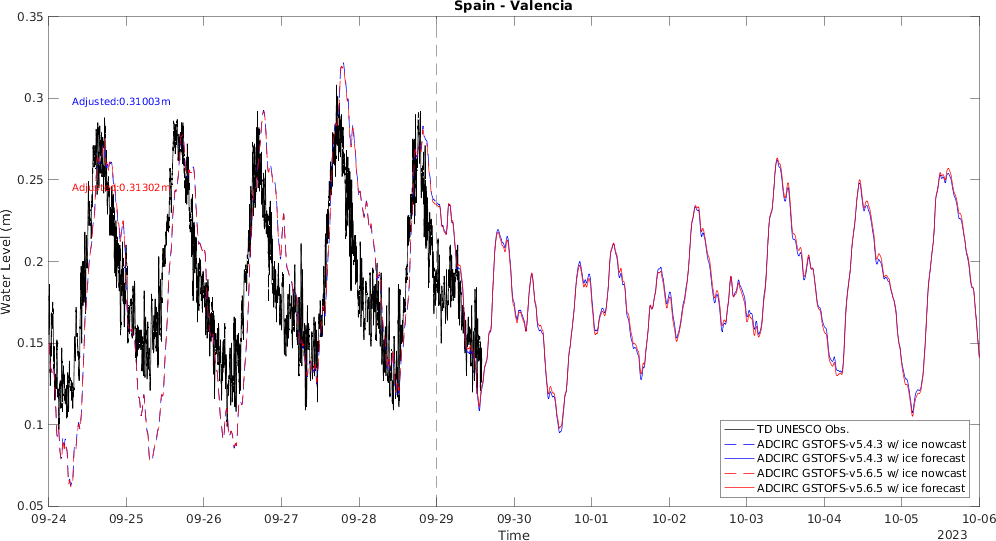 Spain - Valencia
0.35
0.3
0.25
0.2
0.15
0.1
0.05
Water Level (m)
Adjusted:0.31003m
Adjusted:0.31302m
TD UNESCO Obs.
ADCIRC GSTOFS-v5.4.3 w/ ice nowcast
ADCIRC GSTOFS-v5.4.3 w/ ice forecast
ADCIRC GSTOFS-v5.6.5 w/ ice nowcast
ADCIRC GSTOFS-v5.6.5 w/ ice forecast
09-24 09-25 09-26 09-27 09-28 09-29 09-30 10-01 10-02 10-03 10-04 10-05 10-06
Time
2023